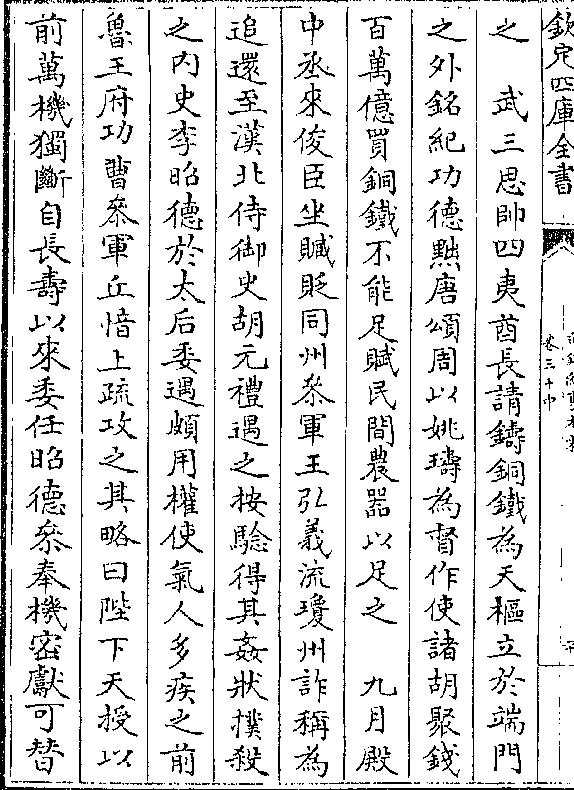 欽定四庫全書
卷三十中
之　武三思帥四夷酋長請鑄銅鐵為天樞立於端門
之外銘紀功德黜唐頌周以姚璹為督作使諸胡聚錢
百萬億買銅鐵不能足賦民間農器以足之　九月殿
中丞來俊臣坐贓貶同州叅軍王弘義流瓊州詐稱為
追還至漢北侍御史胡元禮遇之按驗得其姦狀撲殺
之内史李昭德於太后委遇頗用權使氣人多疾之前
魯王府功曹叅軍丘愔上疏攻之其略曰陛下天授以
前萬機獨斷自長壽以來委任昭德叅奉機密獻可替